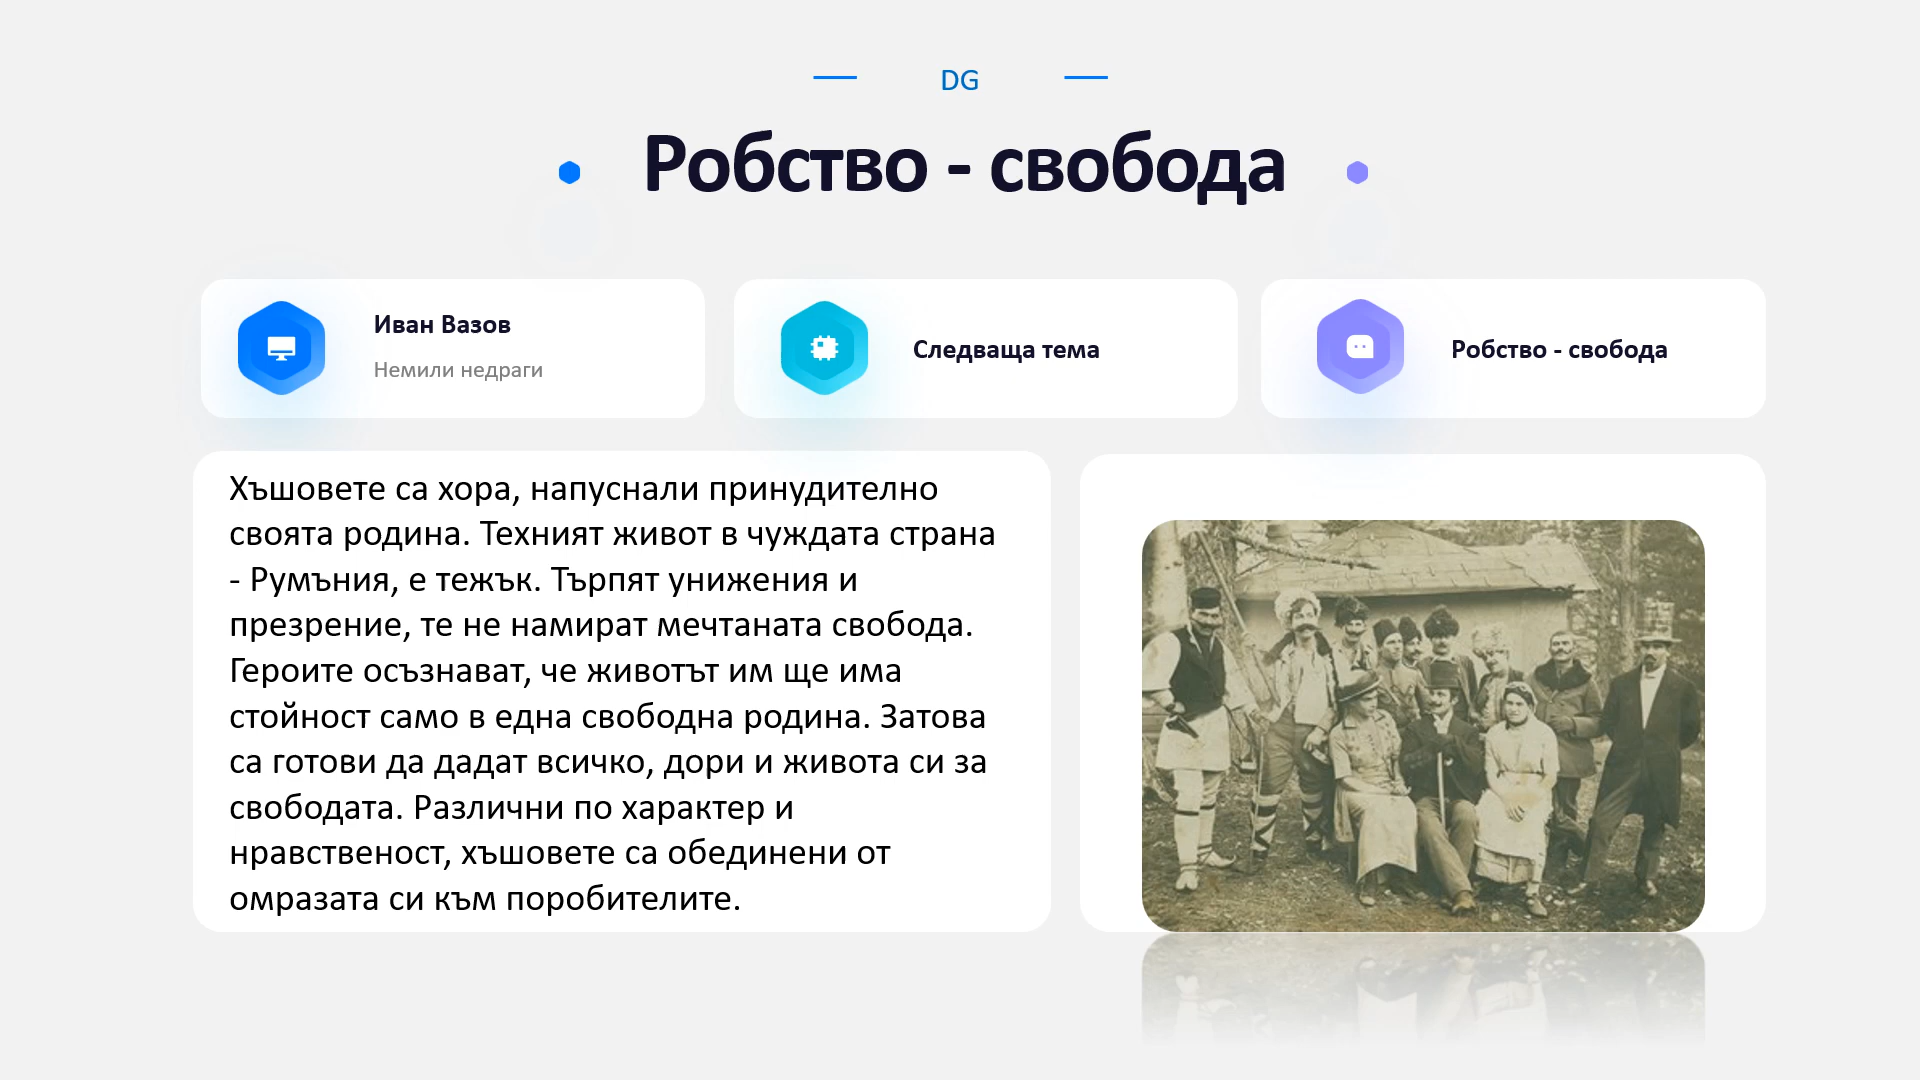 DG
Робство - свобода
Иван Вазов
Немили недраги
Следваща тема
Робство - свобода
Хъшовете са хора, напуснали принудително
своята родина. Техният живот в чуждата страна
- Румъния, е тежък. Търпят унижения и
презрение, те не намират мечтаната свобода.
Героите осъзнават, че животът им ще има
стойност само в една свободна родина. Затова
са готови да дадат всичко, дори и живота си за
свободата. Различни по характер и
нравственост, хъшовете са обединени от
омразата си към поробителите.